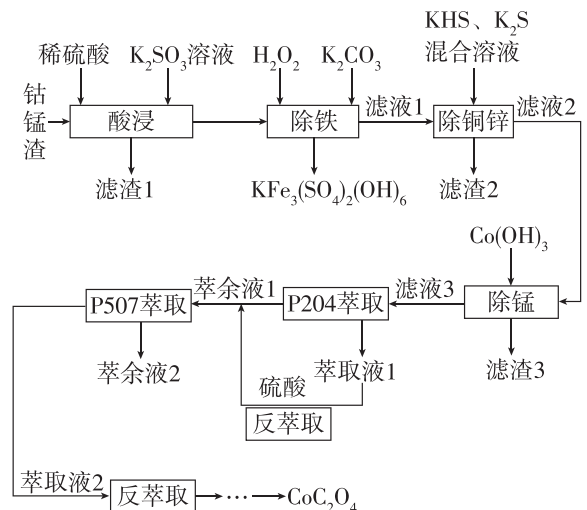 KHS、K₂S
混合溶液
稀硫酸 K₂SO₃溶液 H₂O₂ K₂CO₃
钴锰渣 酸浸 除铁 滤液1 除铜锌 滤液2
滤渣1 KFe₃(SO₄)₂(OH)₆ 滤渣2
Co(OH)₃
P507萃取 萃余液1 P204萃取 滤液3 除锰
萃余液2 萃取液1 滤渣3
硫酸
反萃取
萃取液2 反萃取 … CoC₂O₄